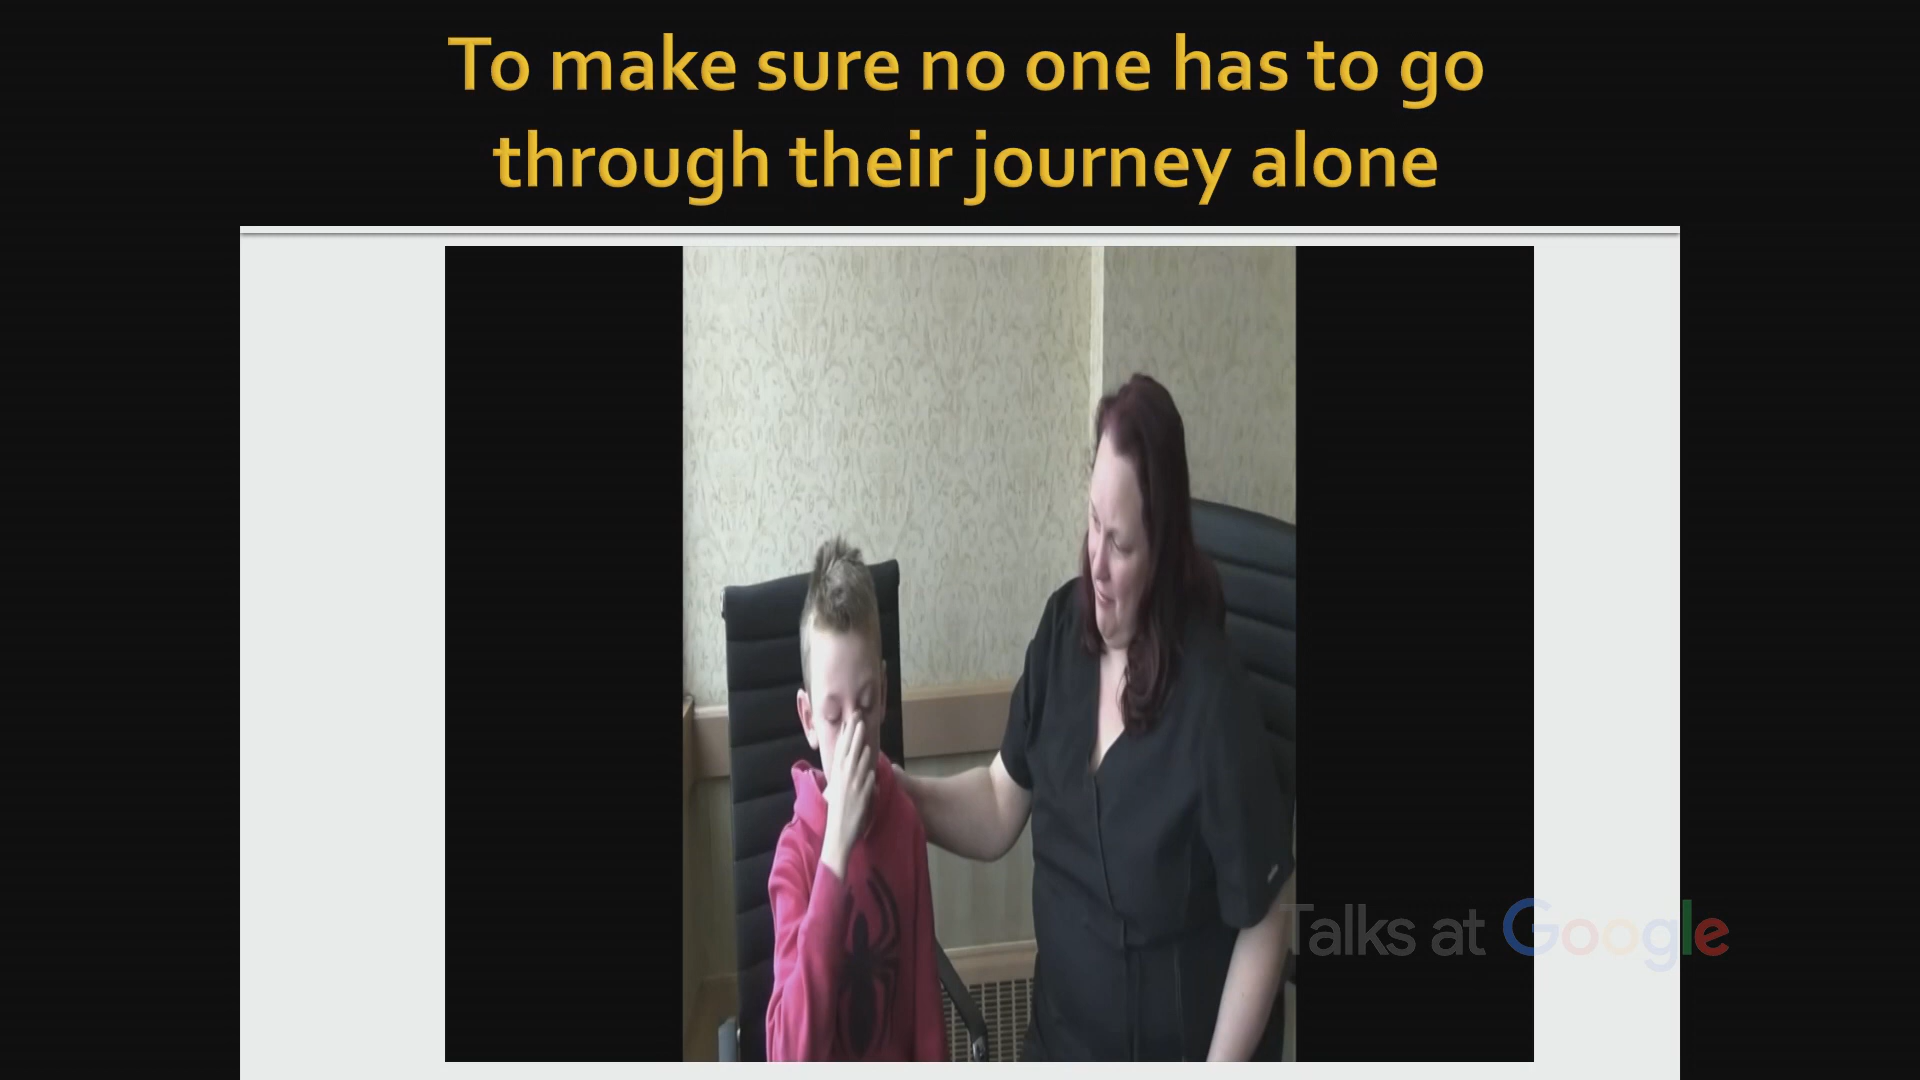 To make sure no one has to go
through their journey alone
Talks at Google